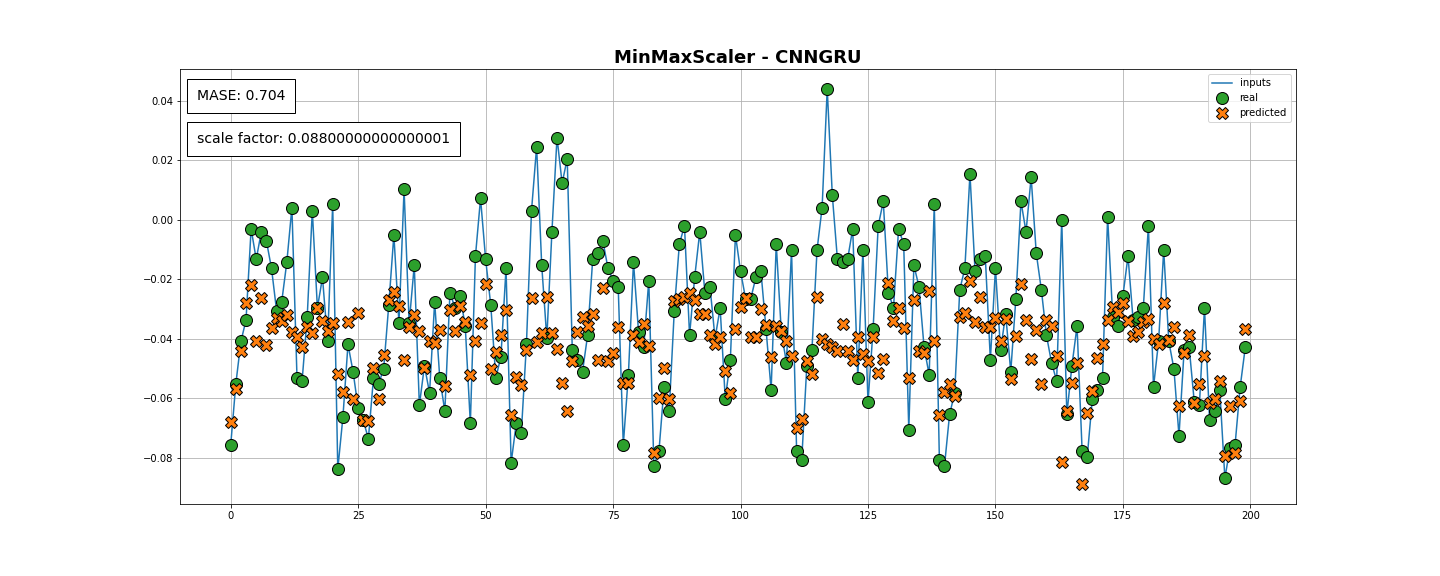 MinMaxScaler - CNNGRU
MASE: 0.704
scale factor: 0.08800000000000001
inputs
real
predicted
0.04
0.02
0.00
−0.02
−0.04
−0.06
−0.08
0 25 50 75 100 125 150 175 200